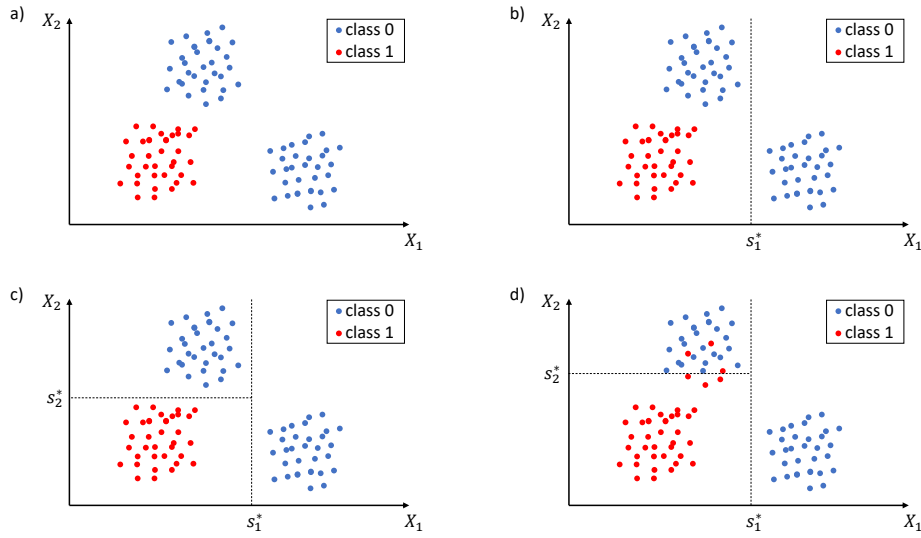 a)
X₂
class 0
class 1
X₁
b)
X₂
class 0
class 1
s₁*
X₁
c)
X₂
class 0
class 1
s₂*
s₁*
X₁
d)
X₂
class 0
class 1
s₂*
s₁*
X₁